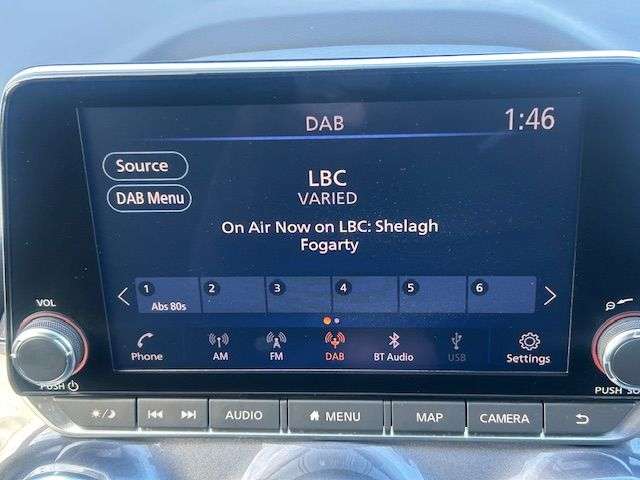 DAB
1:46
Source
LBC
DAB Menu
VARIED
On Air Now on LBC: Shelagh
Fogarty
1 2 3 4 5 6
Abs 80s
VOL
Phone AM FM DAB BT Audio USB Settings
PUSH
PUSH
AUDIO MENU MAP CAMERA